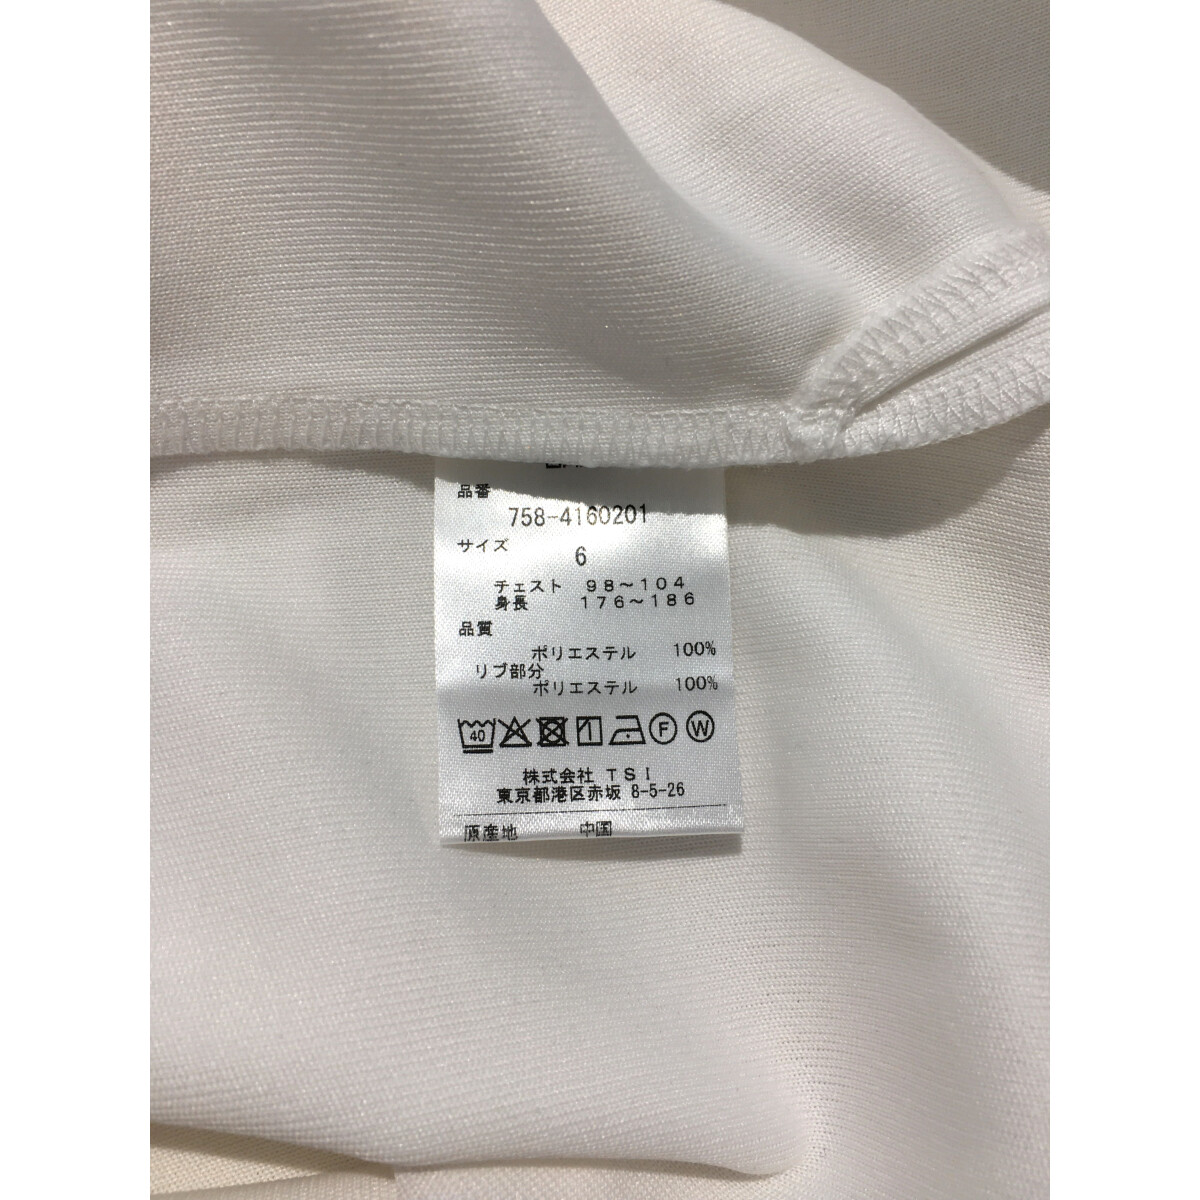 品番
758-4160201
サイズ
6
チェスト 98～104
身長 176～186
品質
ポリエステル 100%
リブ部分
ポリエステル 100%
40 F W
株式会社 TSI
東京都港区赤坂 8-5-26
原産地 中国